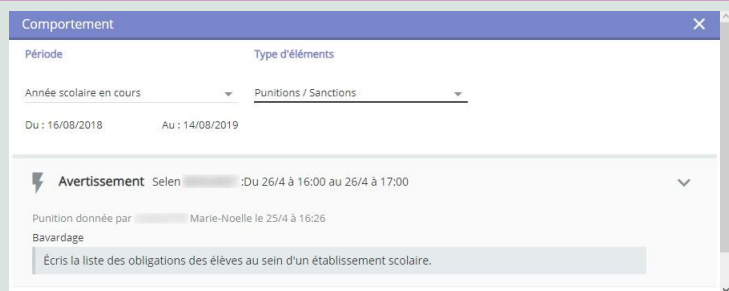 Comportement
Période Type d'éléments
Année scolaire en cours Punitions / Sanctions
Du : 16/08/2018 Au : 14/08/2019
Avertissement Selen :Du 26/4 à 16:00 au 26/4 à 17:00
Punition donnée par Marie-Noelle le 25/4 à 16:26
Bavardage
Écris la liste des obligations des élèves au sein d'un établissement scolaire.